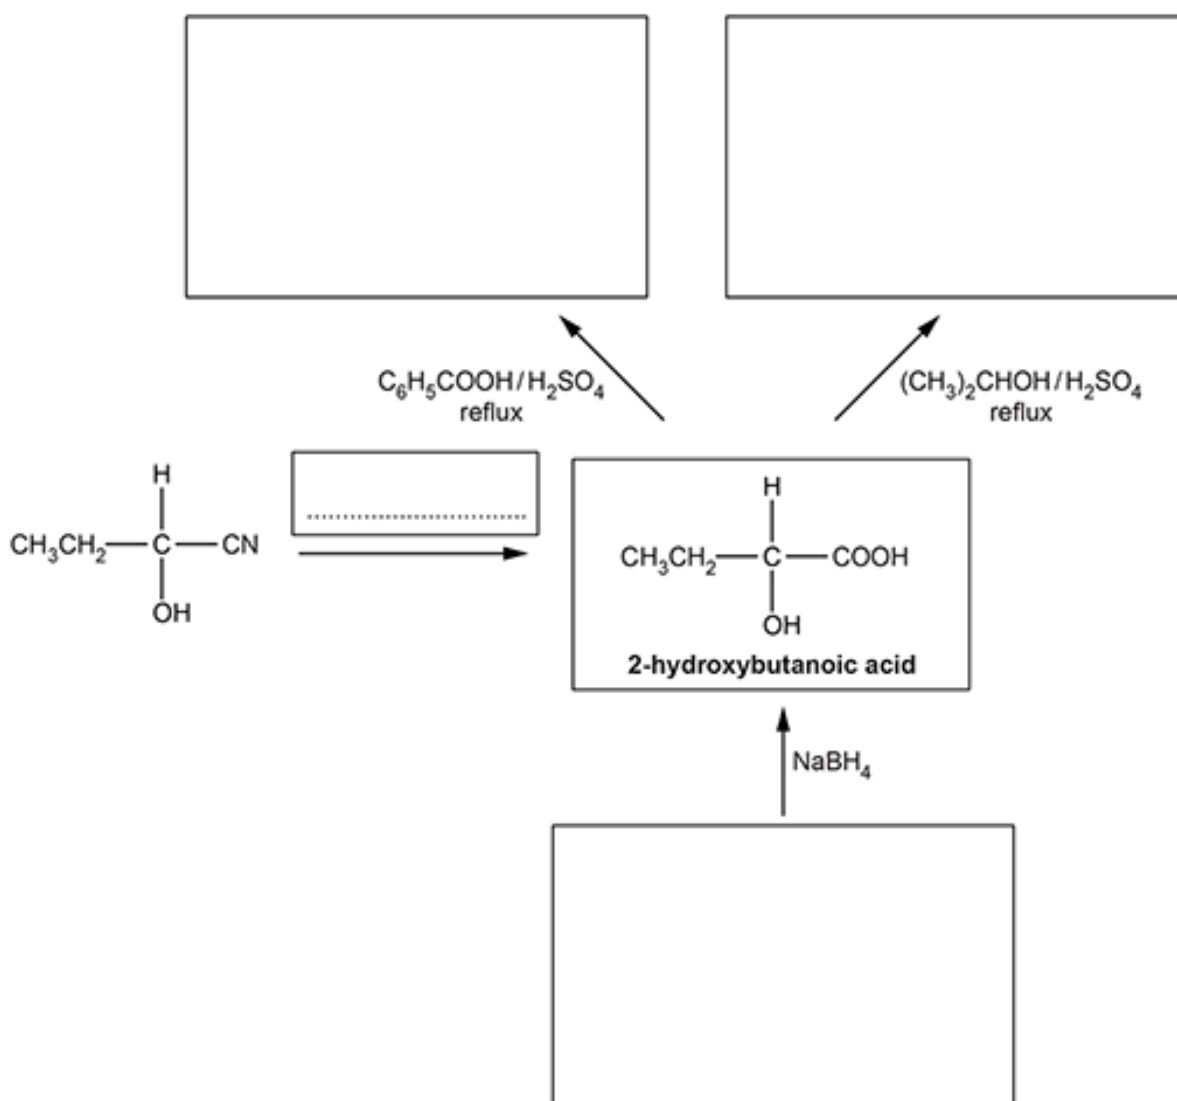 C₆H₅COOH/H₂SO₄
reflux
(CH₃)₂CHOH/H₂SO₄
reflux
H
CH₃CH₂—C—CN
OH
H
CH₃CH₂—C—COOH
OH
2-hydroxybutanoic acid
NaBH₄